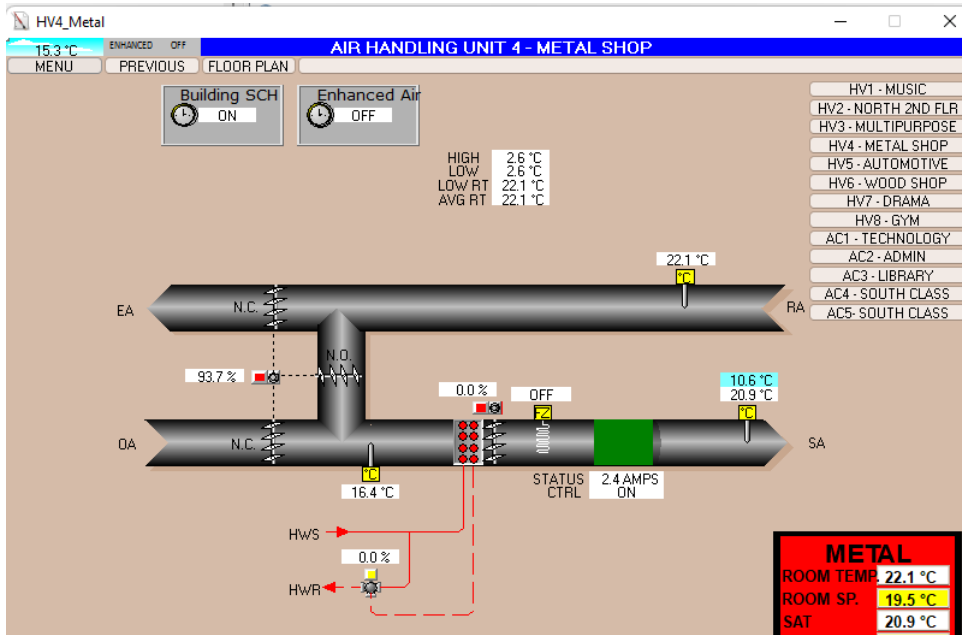 HV4_Metal
15.3 °C ENHANCED OFF AIR HANDLING UNIT 4 - METAL SHOP
MENU PREVIOUS FLOOR PLAN
Building SCH
ON
Enhanced Air
OFF
HIGH 2.6 °C
LOW 2.6 °C
LOW RT 22.1 °C
AVG RT 22.1 °C
HV1 - MUSIC
HV2 - NORTH 2ND FLR
HV3 - MULTIPURPOSE
HV4 - METAL SHOP
HV5 - AUTOMOTIVE
HV6 - WOOD SHOP
HV7 - DRAMA
HV8 - GYM
AC1 - TECHNOLOGY
AC2 - ADMIN
AC3 - LIBRARY
AC4 - SOUTH CLASS
AC5- SOUTH CLASS
22.1 °C
°C
EA N.C. RA
N.O.
93.7 %
0.0 % OFF
FZ
10.6 °C
20.9 °C
°C
OA N.C. SA
°C
16.4 °C
STATUS 2.4 AMPS
CTRL ON
HWS
0.0 %
HWR
METAL
ROOM TEMP. 22.1 °C
ROOM SP. 19.5 °C
SAT 20.9 °C